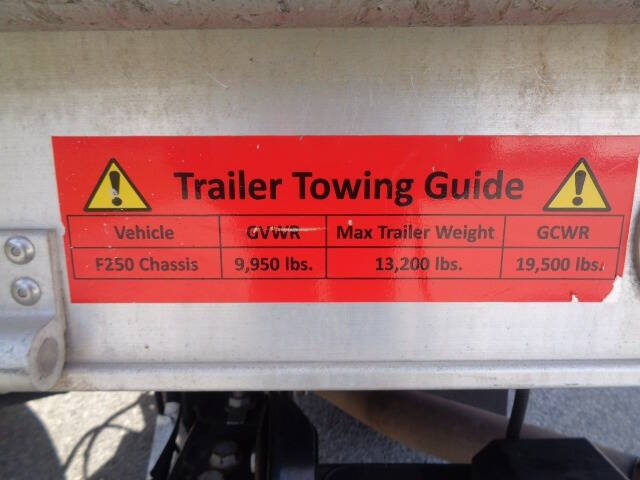 Trailer Towing Guide
Vehicle GVWR Max Trailer Weight GCWR
F250 Chassis 9,950 lbs. 13,200 lbs. 19,500 lbs.